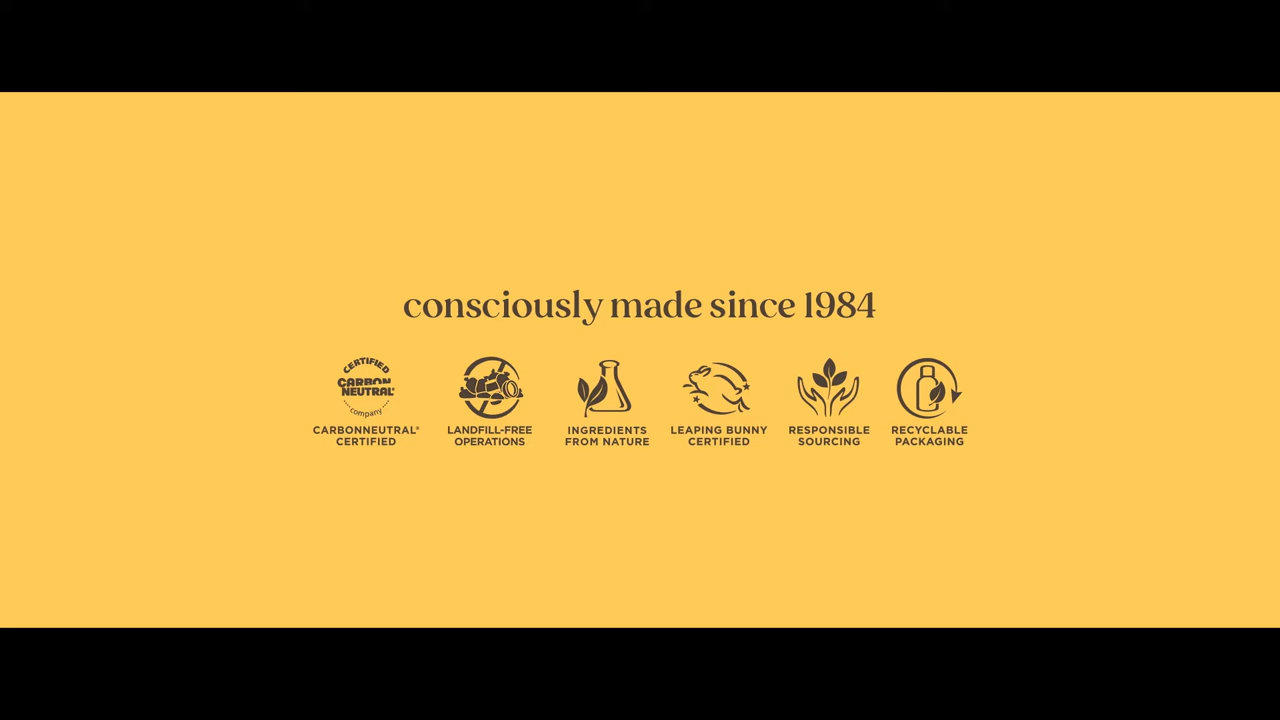 consciously made since 1984
CERTIFIED
CARBON
NEUTRAL®
company
CARBONNEUTRAL®
CERTIFIED
LANDFILL-FREE
OPERATIONS
INGREDIENTS
FROM NATURE
LEAPING BUNNY
CERTIFIED
RESPONSIBLE
SOURCING
RECYCLABLE
PACKAGING